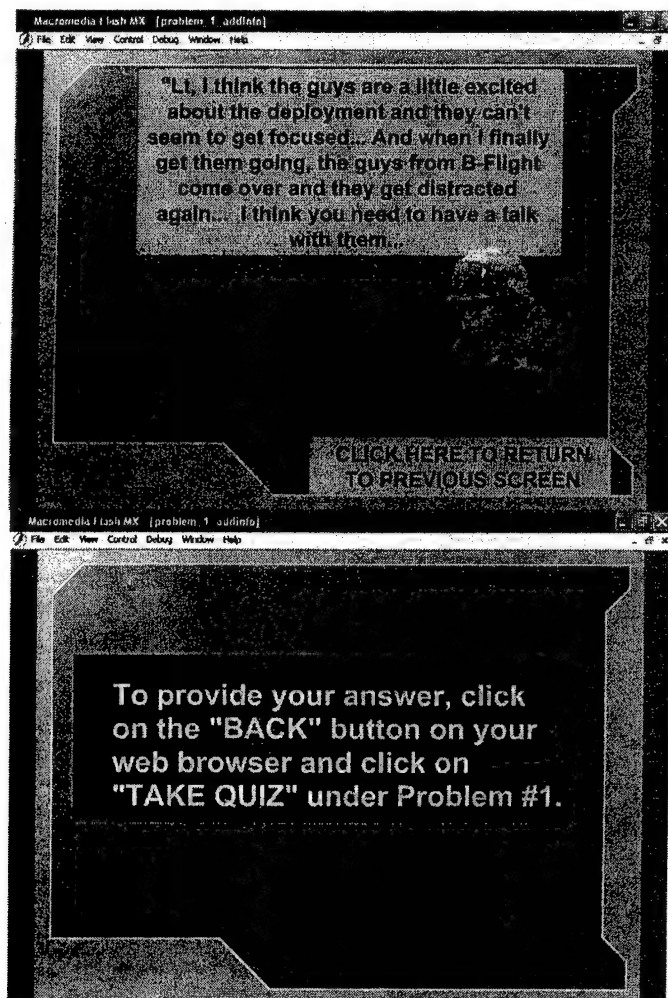 Macromedia Flash MX - [problem_1_addinfo]
File Edit View Control Debug Window Help
"Lt, I think the guys are a little excited
about the deployment and they can't
seem to get focused... And when I finally
get them going, the guys from B-Flight
come over and they get distracted
again... I think you need to have a talk
with them...
CLICK HERE TO RETURN
TO PREVIOUS SCREEN
Macromedia Flash MX - [problem_1_addinfo]
File Edit View Control Debug Window Help
To provide your answer, click
on the "BACK" button on your
web browser and click on
"TAKE QUIZ" under Problem #1.